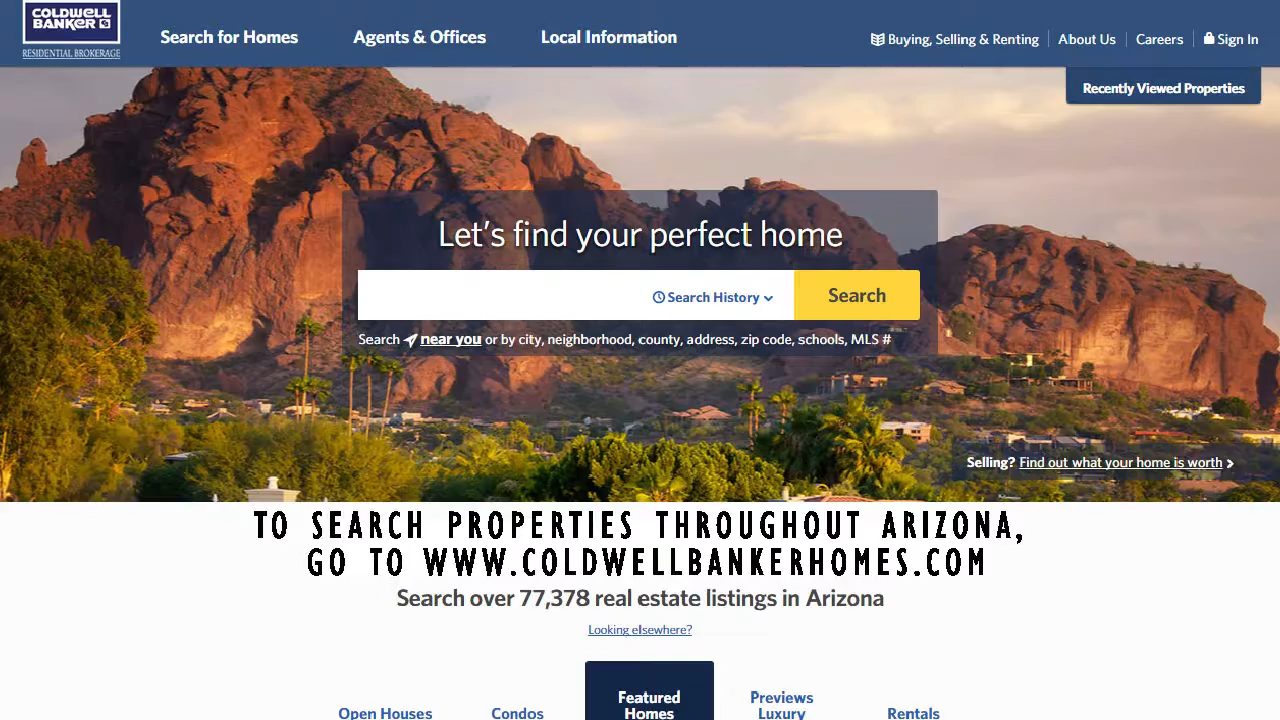 COLDWELL
BANKER CB
RESIDENTIAL BROKERAGE
Search for Homes
Agents & Offices
Local Information
Buying, Selling & Renting
About Us
Careers
Sign In
Recently Viewed Properties
Let's find your perfect home
Search History
Search
Search near you or by city, neighborhood, county, address, zip code, schools, MLS #
Selling? Find out what your home is worth
TO SEARCH PROPERTIES THROUGHOUT ARIZONA,
GO TO WWW.COLDWELLBANKERHOMES.COM
Search over 77,378 real estate listings in Arizona
Looking elsewhere?
Open Houses
Condos
Featured
Homes
Previews
Luxury
Rentals